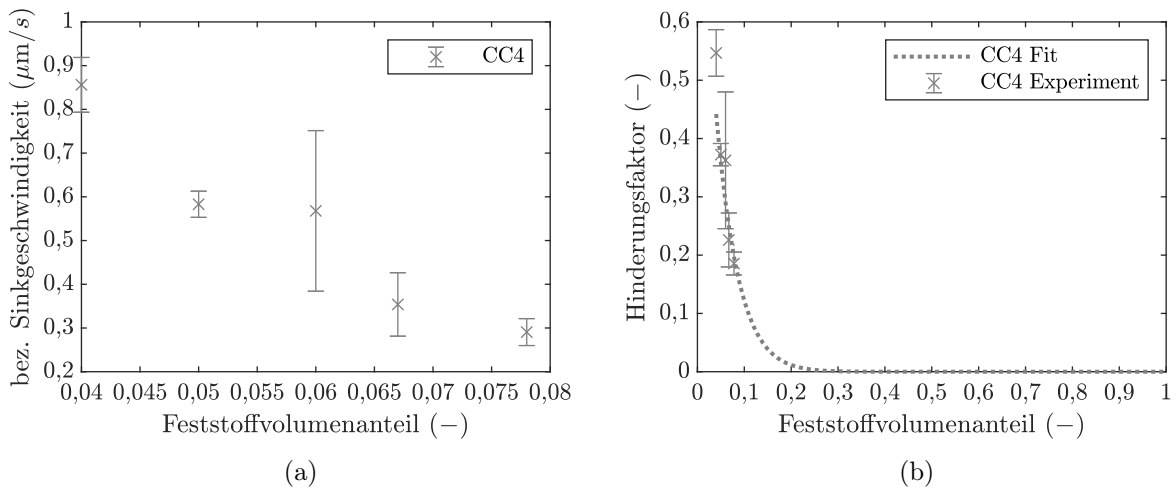 bez. Sinkgeschwindigkeit (μm/s)
1
0,9
0,8
0,7
0,6
0,5
0,4
0,3
0,2
CC4
0,04 0,045 0,05 0,055 0,06 0,065 0,07 0,075 0,08
Feststoffvolumenanteil (−)
(a)
Hinderungsfaktor (−)
0,6
0,5
0,4
0,3
0,2
0,1
0
CC4 Fit
CC4 Experiment
0 0,1 0,2 0,3 0,4 0,5 0,6 0,7 0,8 0,9 1
Feststoffvolumenanteil (−)
(b)